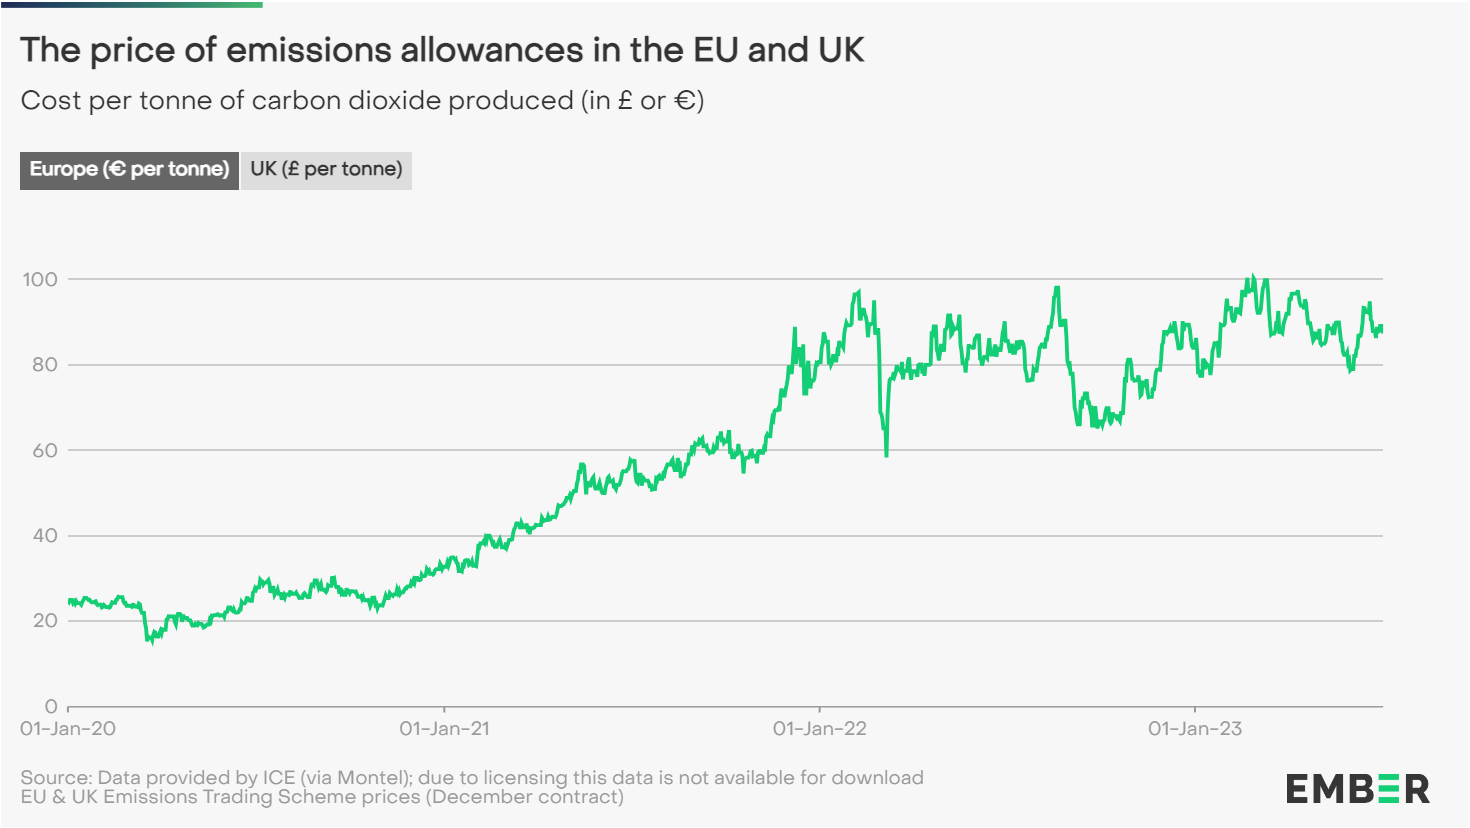 The price of emissions allowances in the EU and UK
Cost per tonne of carbon dioxide produced (in £ or €)
Europe (€ per tonne) UK (£ per tonne)
100
80
60
40
20
0
01-Jan-20 01-Jan-21 01-Jan-22 01-Jan-23
Source: Data provided by ICE (via Montel); due to licensing this data is not available for download
EU & UK Emissions Trading Scheme prices (December contract)
EMBER